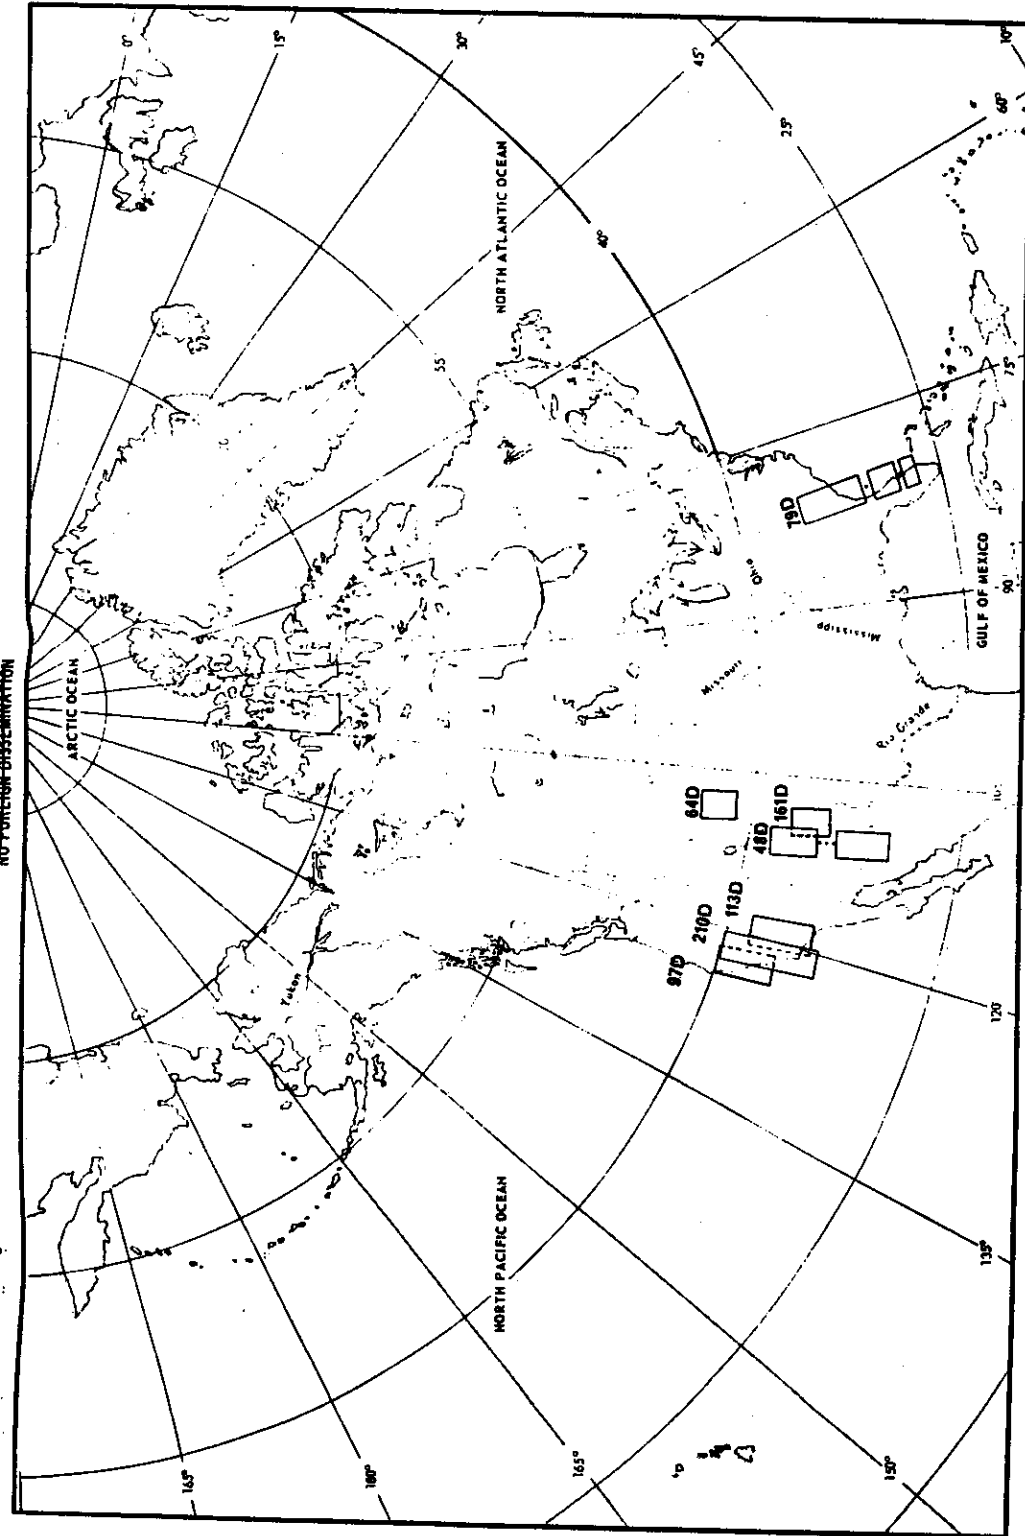 NO FOREIGN DISSEMINATION
ARCTIC OCEAN
0°
15°
30°
45°
10°
60°
25°
NORTH ATLANTIC OCEAN
40°
55
75°
79D
Ohio
GULF OF MEXICO
90
Mississipp
Missouri
Rio Grande
64D
161D
48D
113D
210D
97D
Yukon
120°
135°
NORTH PACIFIC OCEAN
165°
180°
165°
150°